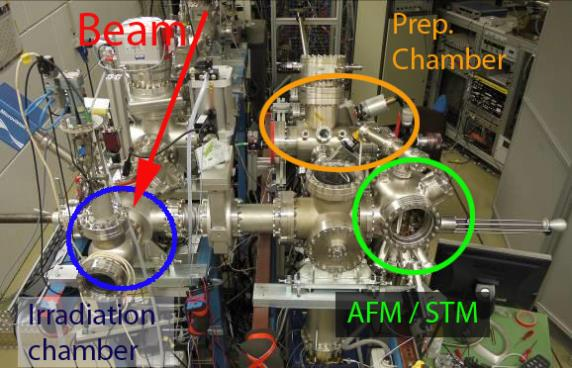 Beam
Prep.
Chamber
Irradiation
chamber
AFM / STM